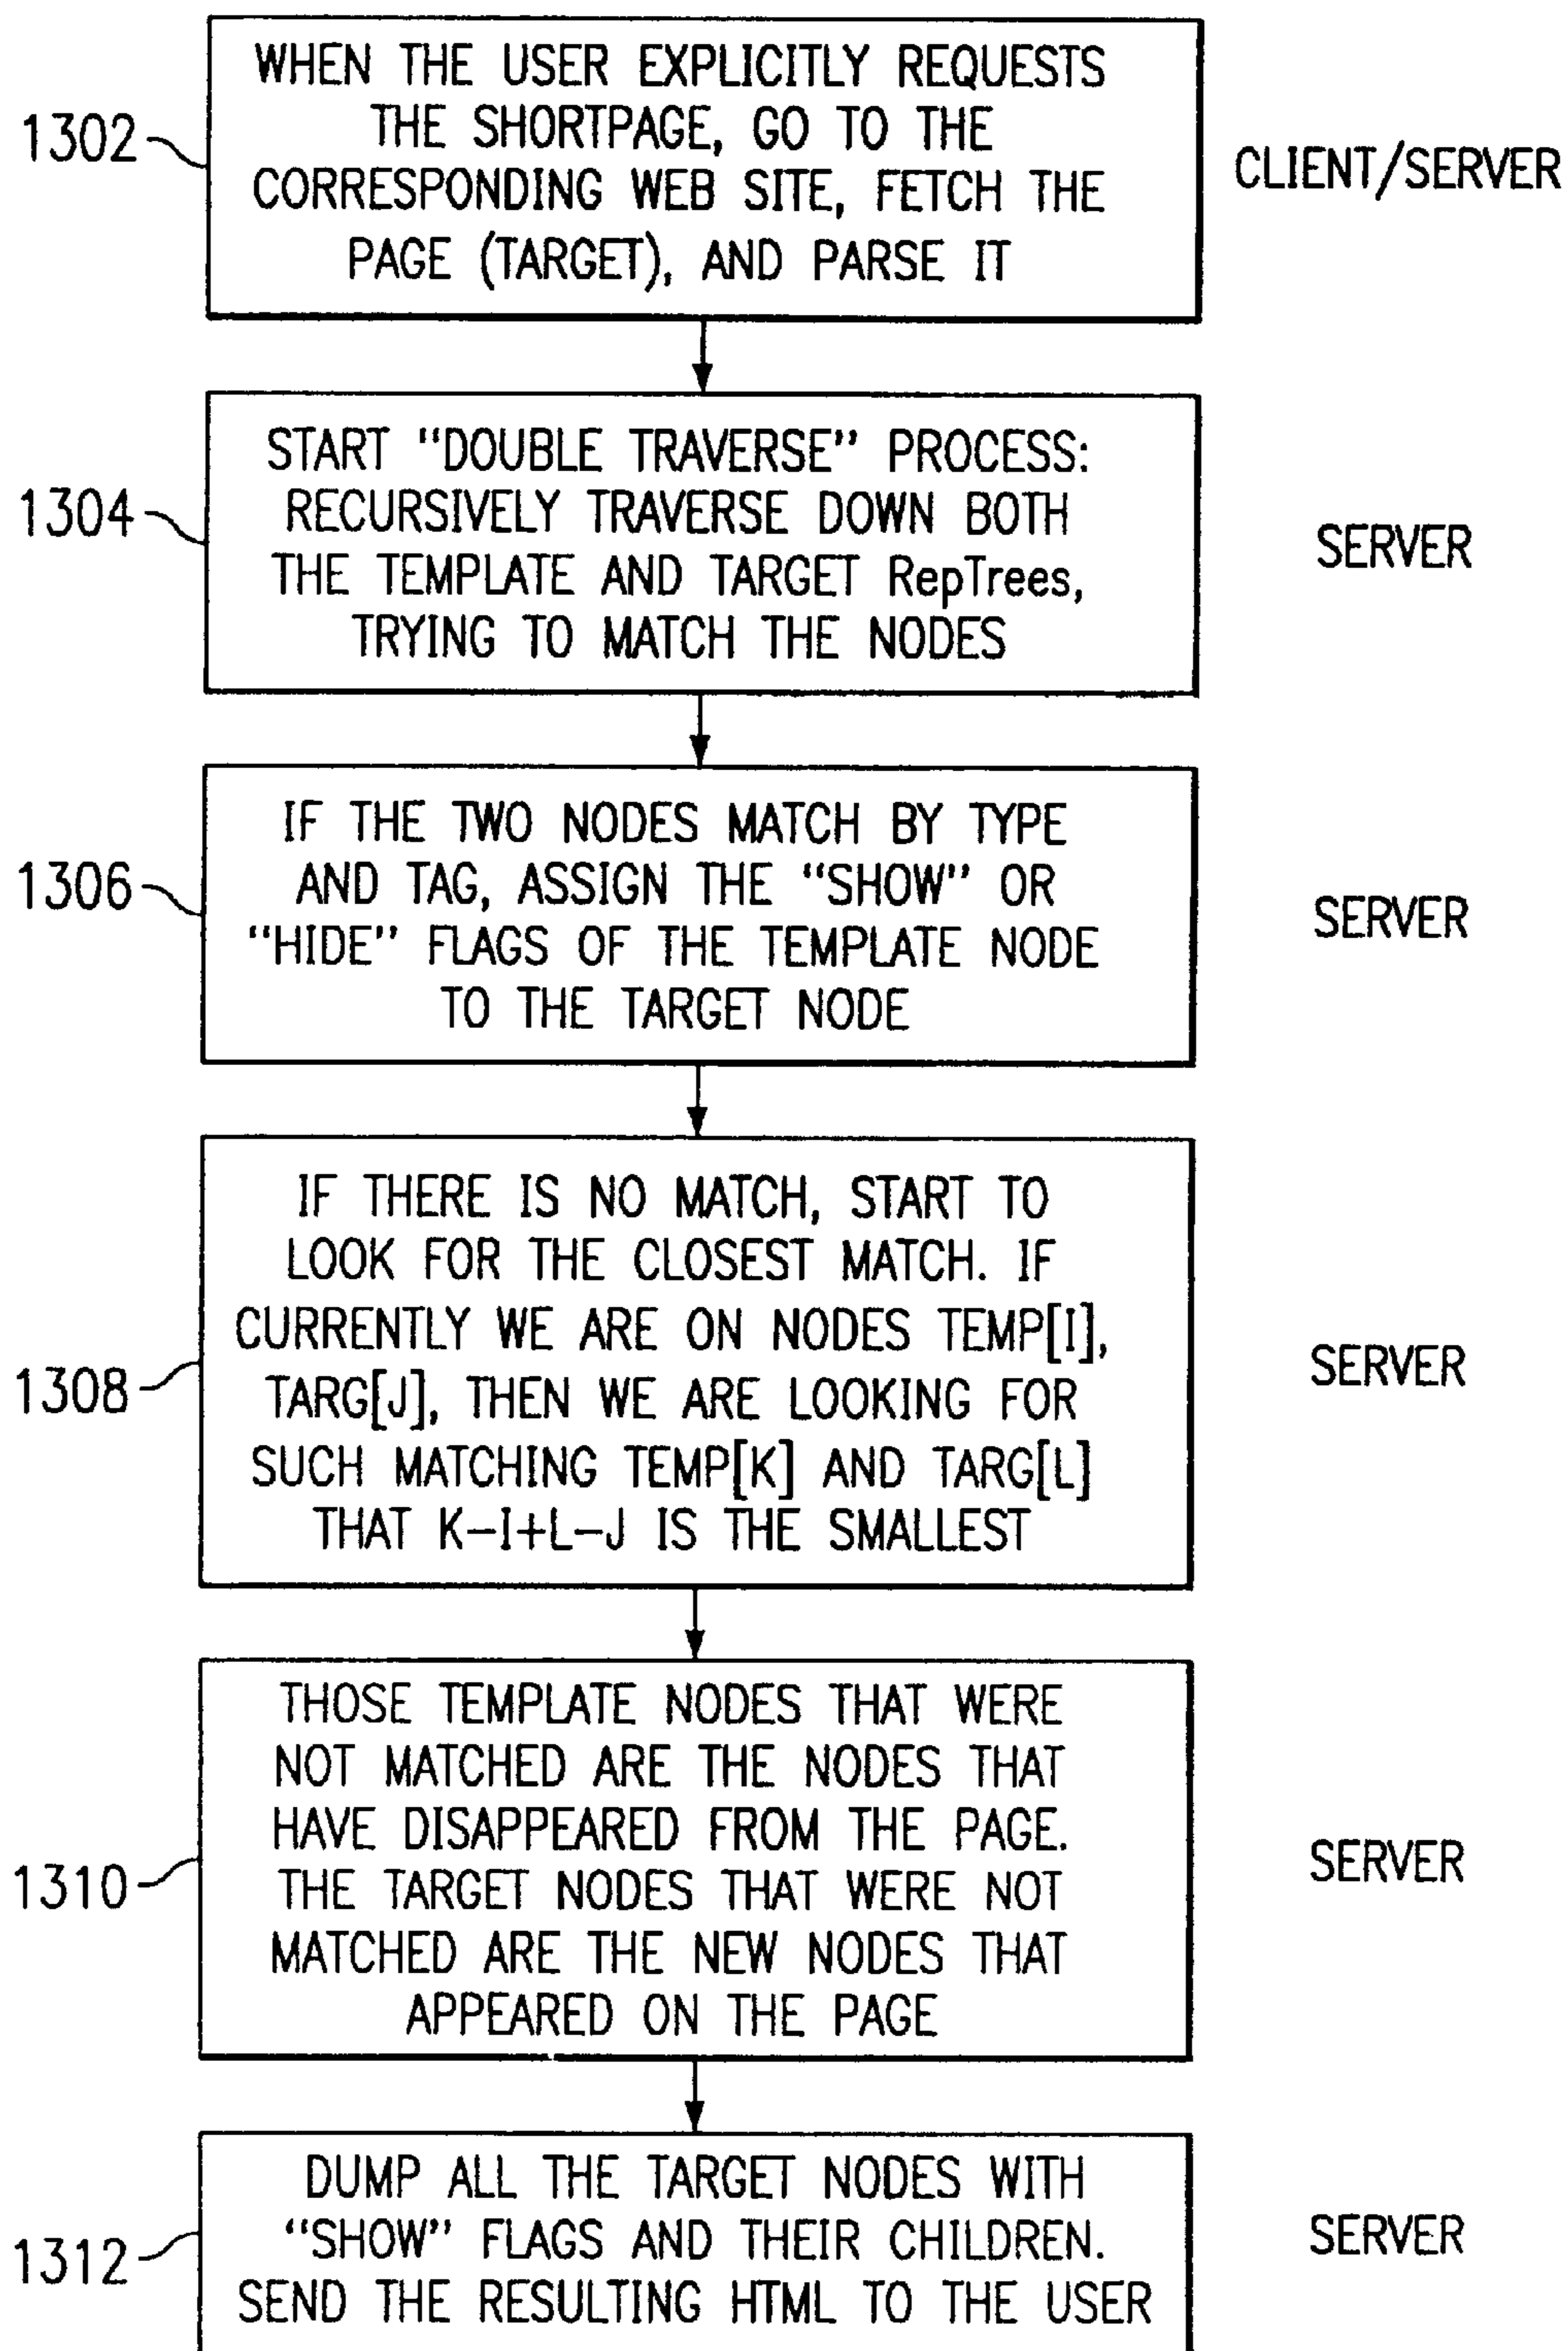 WHEN THE USER EXPLICITLY REQUESTS
THE SHORTPAGE, GO TO THE
CORRESPONDING WEB SITE, FETCH THE
PAGE (TARGET), AND PARSE IT
1302
CLIENT/SERVER
START "DOUBLE TRAVERSE" PROCESS:
RECURSIVELY TRAVERSE DOWN BOTH
THE TEMPLATE AND TARGET RepTrees,
TRYING TO MATCH THE NODES
1304
SERVER
IF THE TWO NODES MATCH BY TYPE
AND TAG, ASSIGN THE "SHOW" OR
"HIDE" FLAGS OF THE TEMPLATE NODE
TO THE TARGET NODE
1306
SERVER
IF THERE IS NO MATCH, START TO
LOOK FOR THE CLOSEST MATCH. IF
CURRENTLY WE ARE ON NODES TEMP[I],
TARG[J], THEN WE ARE LOOKING FOR
SUCH MATCHING TEMP[K] AND TARG[L]
THAT K-I+L-J IS THE SMALLEST
1308
SERVER
THOSE TEMPLATE NODES THAT WERE
NOT MATCHED ARE THE NODES THAT
HAVE DISAPPEARED FROM THE PAGE.
THE TARGET NODES THAT WERE NOT
MATCHED ARE THE NEW NODES THAT
APPEARED ON THE PAGE
1310
SERVER
DUMP ALL THE TARGET NODES WITH
"SHOW" FLAGS AND THEIR CHILDREN.
SEND THE RESULTING HTML TO THE USER
1312
SERVER